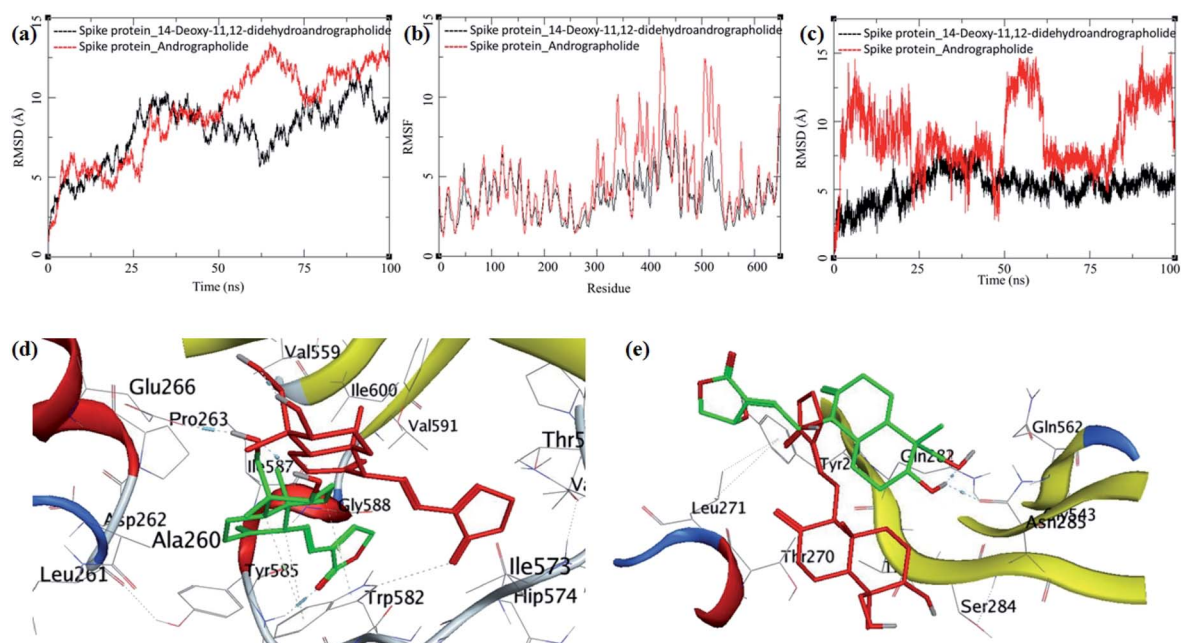 (a)
Spike protein_14-Deoxy-11,12-didehydroandrographolide
Spike protein_Andrographolide
RMSD (Å)
15
10
5
0
0 25 50 75 100
Time (ns)
(b)
Spike protein_14-Deoxy-11,12-didehydroandrographolide
Spike protein_Andrographolide
RMSF
15
10
5
0
0 100 200 300 400 500 600
Residue
(c)
Spike protein_14-Deoxy-11,12-didehydroandrographolide
Spike protein_Andrographolide
RMSD (Å)
15
10
5
0
0 25 50 75 100
Time (ns)
(d)
Val559
Glu266
Ile600
Pro263
Val591
Ile587
Gly588
Asp262
Ala260
Leu261
Tyr585
Trp582
Ile573
Hip574
(e)
Gln562
Gln282
Leu271
Asn285
Thr270
Ser284